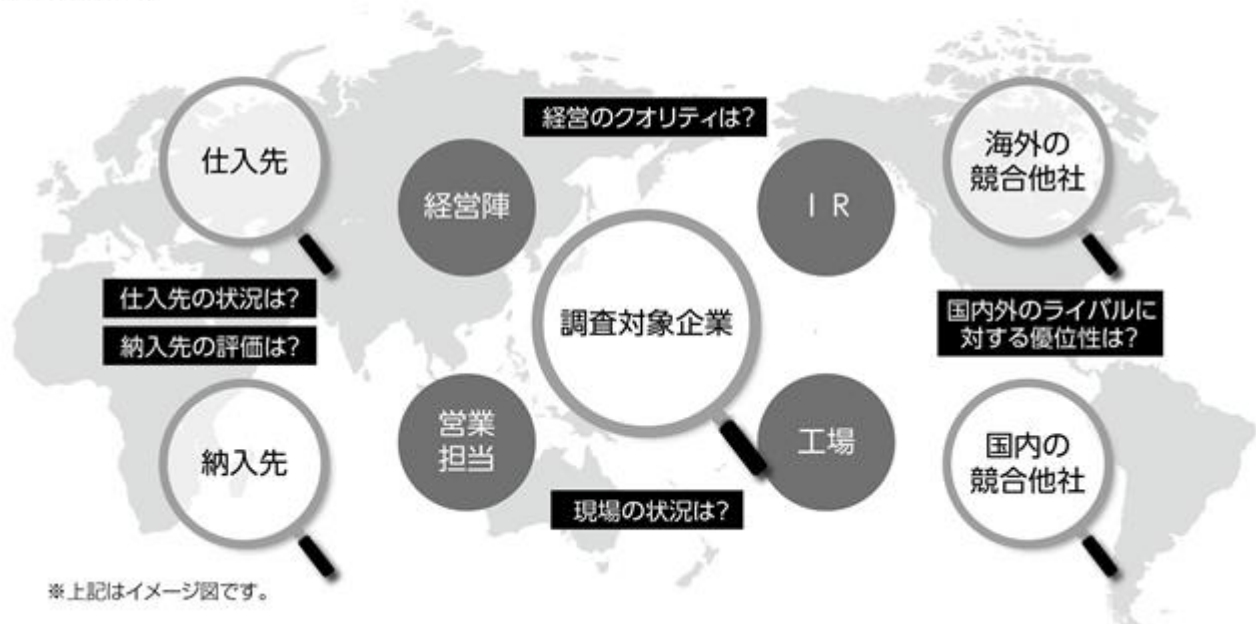 経営のクオリティは?
仕入先
経営陣
IR
海外の
競合他社
仕入先の状況は?
納入先の評価は?
調査対象企業
国内外のライバルに
対する優位性は?
納入先
営業
担当
工場
国内の
競合他社
現場の状況は?
※上記はイメージ図です。